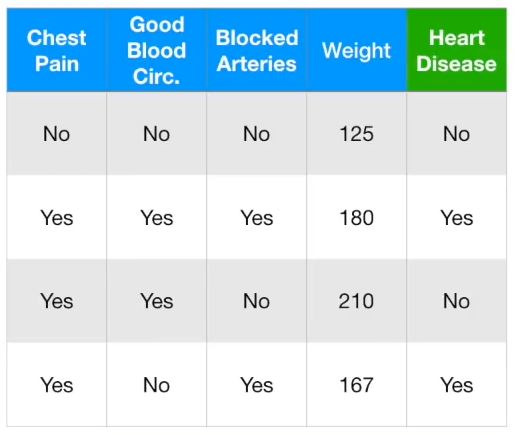 Chest Pain | Good Blood Circ. | Blocked Arteries | Weight | Heart Disease
No | No | No | 125 | No
Yes | Yes | Yes | 180 | Yes
Yes | Yes | No | 210 | No
Yes | No | Yes | 167 | Yes